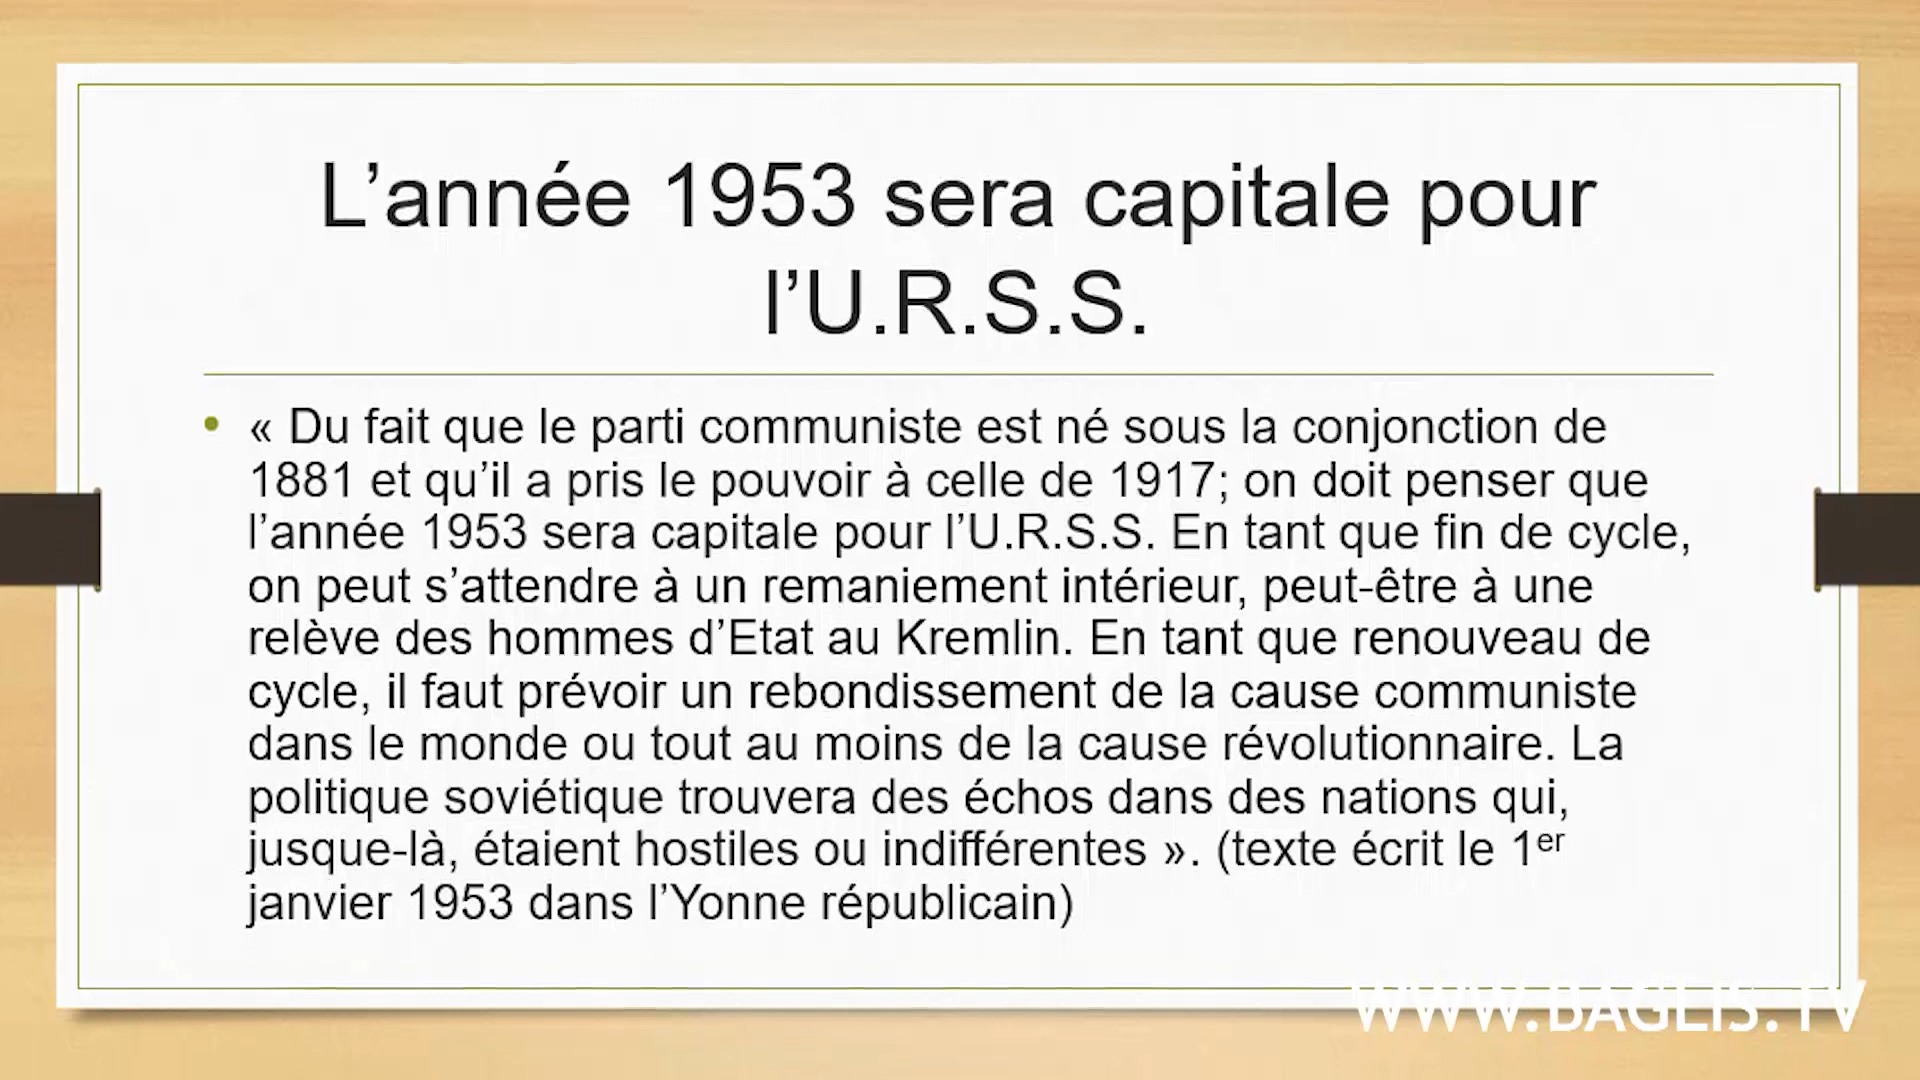 L’année 1953 sera capitale pour
l’U.R.S.S.
• « Du fait que le parti communiste est né sous la conjonction de
1881 et qu’il a pris le pouvoir à celle de 1917; on doit penser que
l’année 1953 sera capitale pour l’U.R.S.S. En tant que fin de cycle,
on peut s’attendre à un remaniement intérieur, peut-être à une
relève des hommes d’Etat au Kremlin. En tant que renouveau de
cycle, il faut prévoir un rebondissement de la cause communiste
dans le monde ou tout au moins de la cause révolutionnaire. La
politique soviétique trouvera des échos dans des nations qui,
jusque-là, étaient hostiles ou indifférentes ». (texte écrit le 1er
janvier 1953 dans l’Yonne républicain)
WWW.BAGLIS.TV